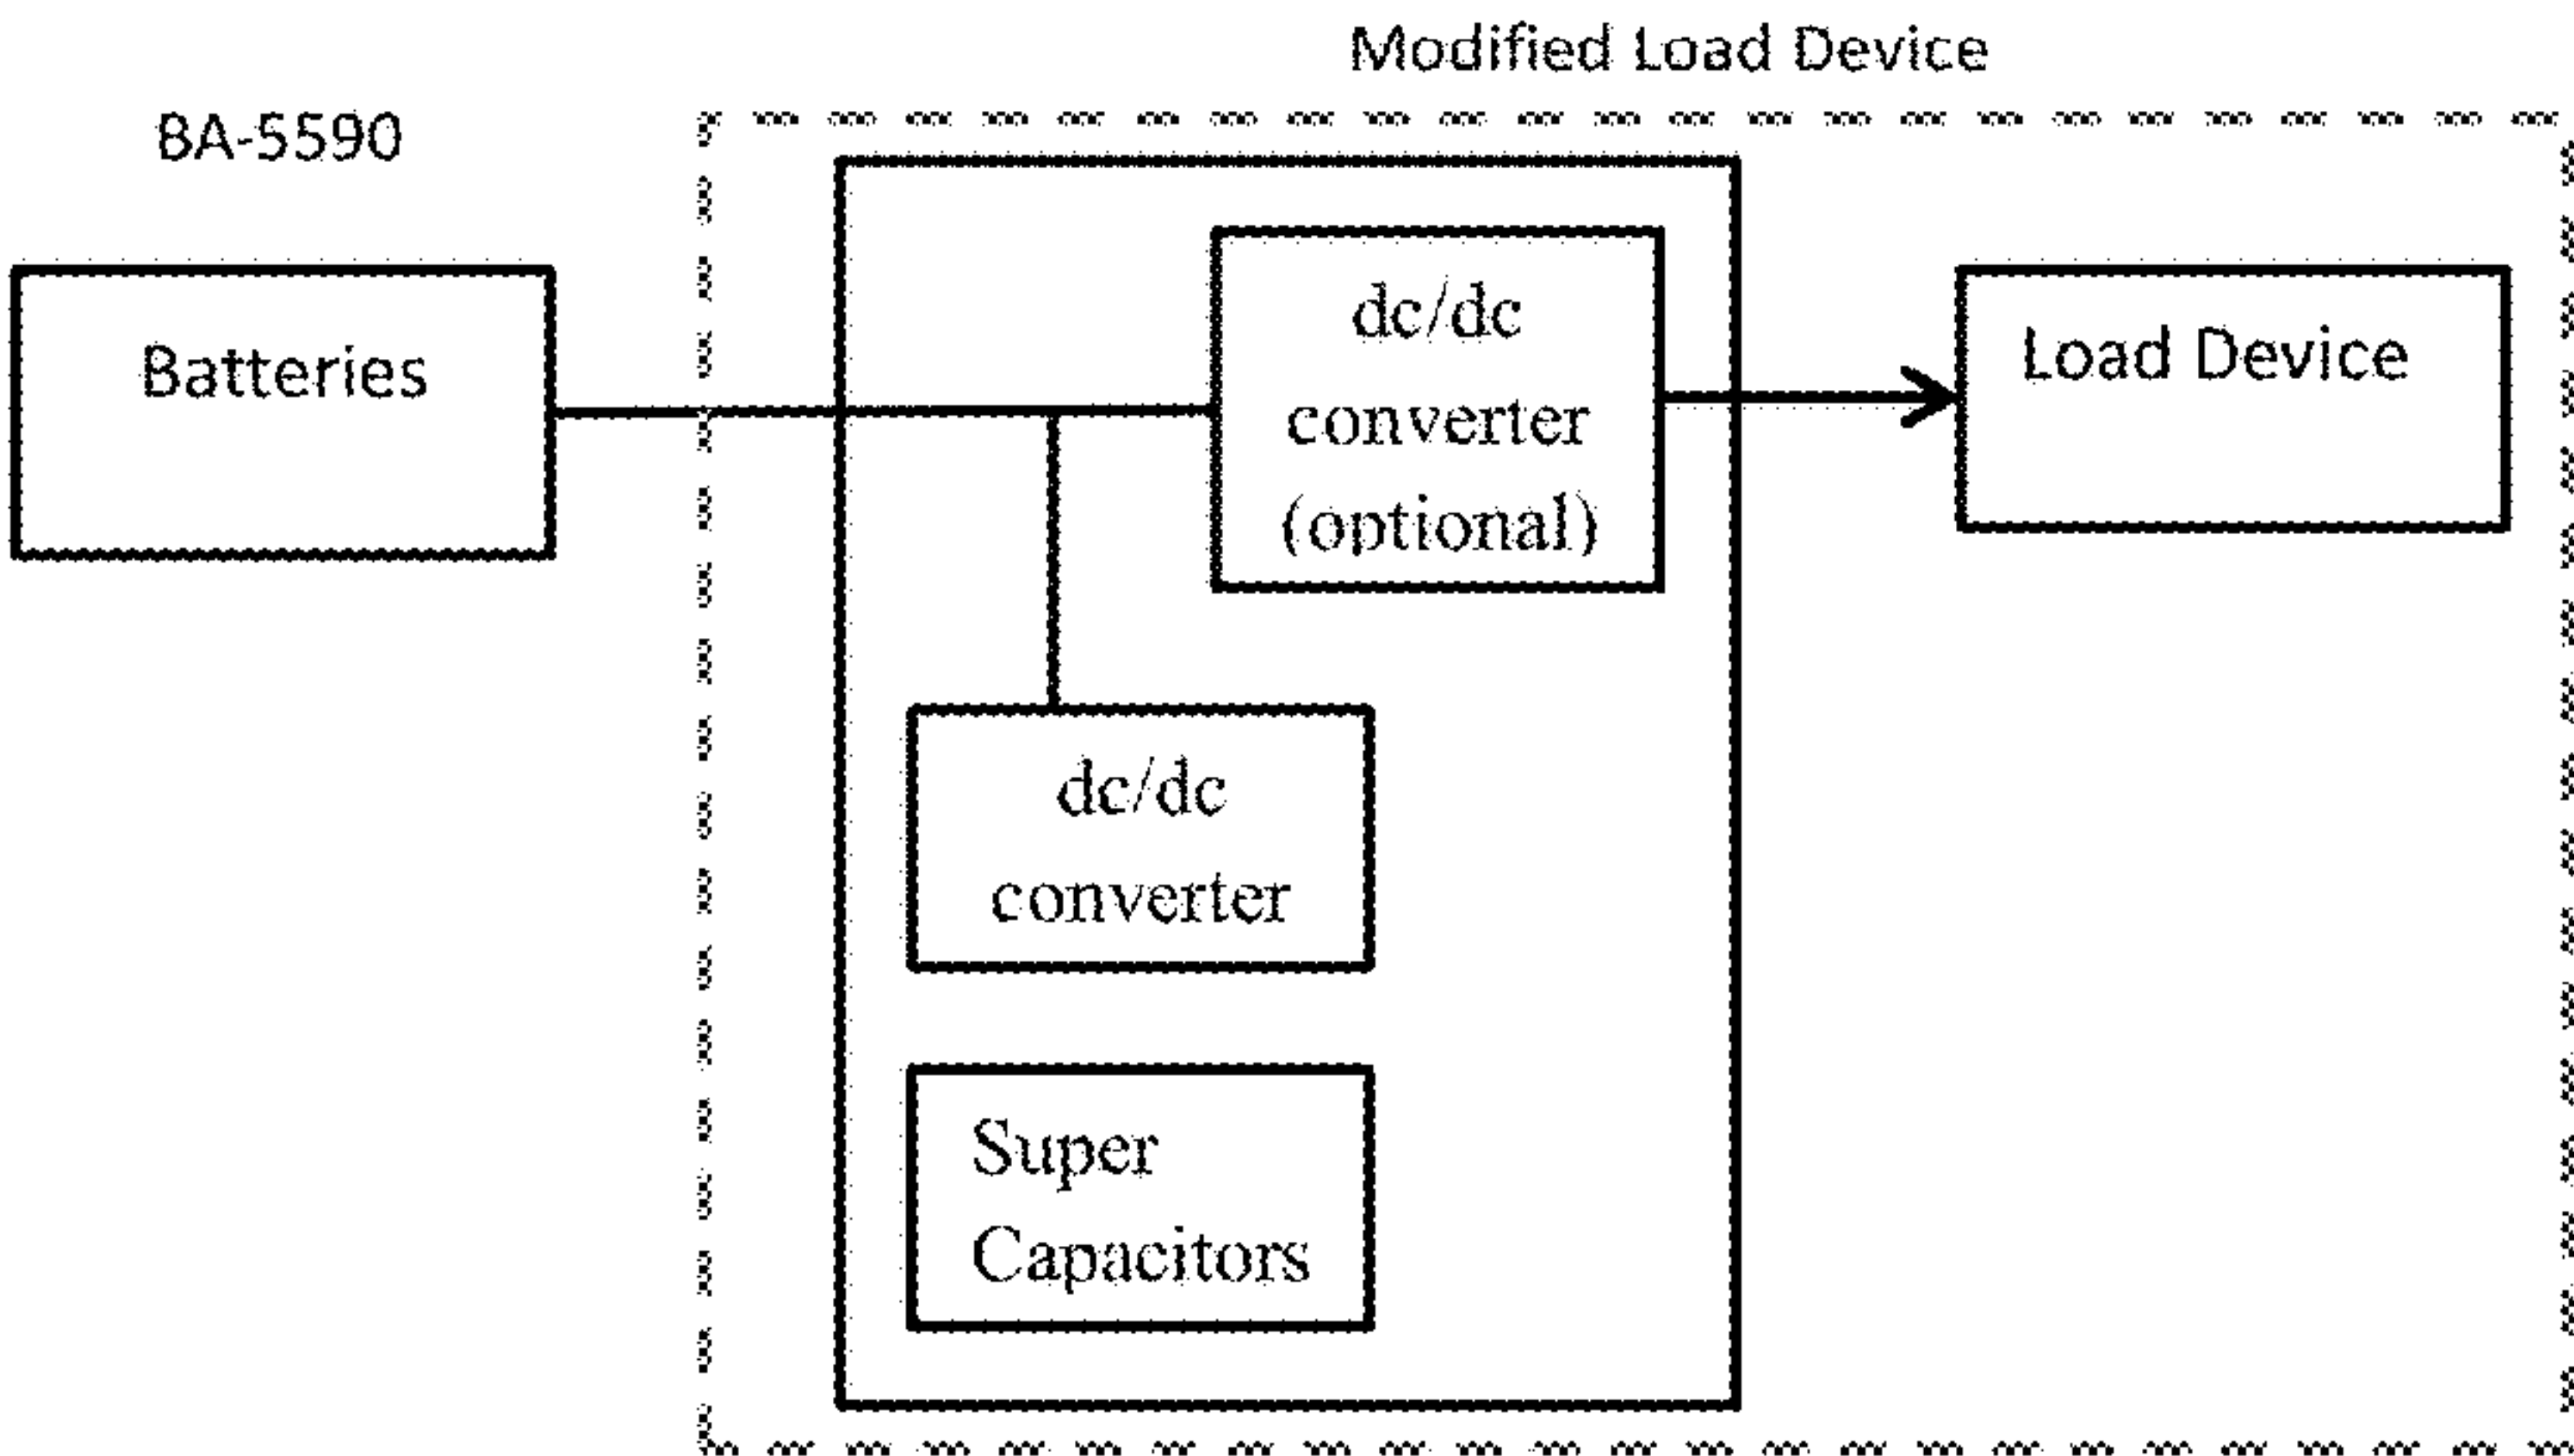 Modified Load Device
BA-5590
Batteries
dc/dc
converter
(optional)
Load Device
dc/dc
converter
Super
Capacitors